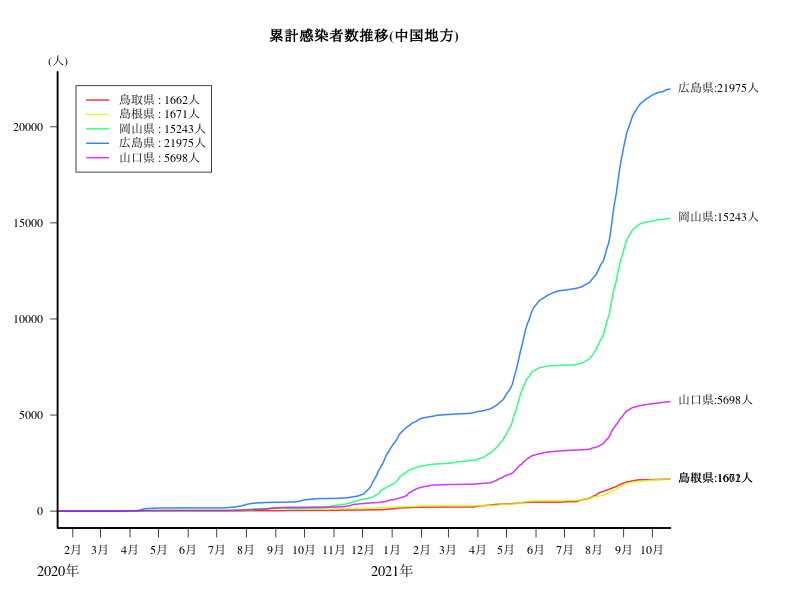 累計感染者数推移(中国地方)
(人)
鳥取県 : 1662人
島根県 : 1671人
岡山県 : 15243人
広島県 : 21975人
山口県 : 5698人
20000
15000
10000
5000
0
広島県:21975人
岡山県:15243人
山口県:5698人
2月 3月 4月 5月 6月 7月 8月 9月 10月 11月 12月 1月 2月 3月 4月 5月 6月 7月 8月 9月 10月
2020年 2021年